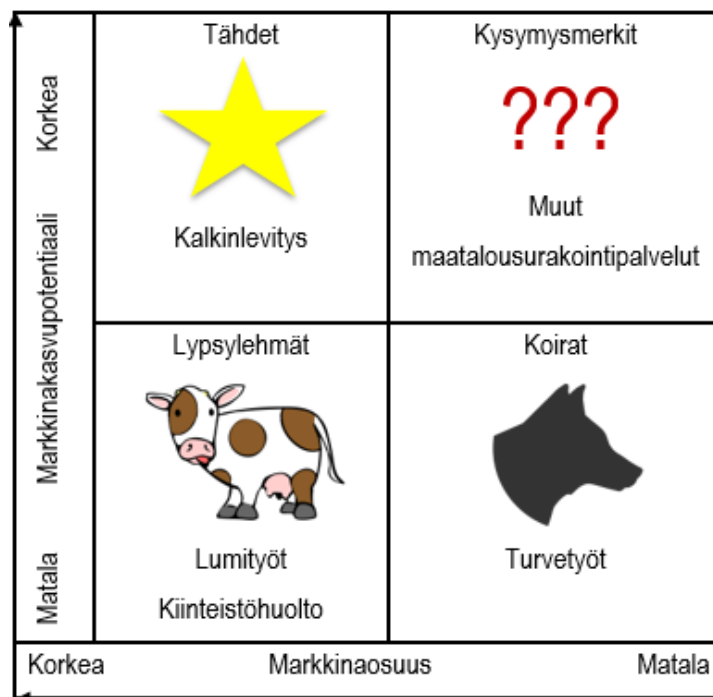 Tähdet
Kysymysmerkit
???
Kalkinlevitys
Muut
maatalousurakointipalvelut
Korkea
Markkinakasvupotentiaali
Matala
Lypsylehmät
Koirat
Lumityöt
Kiinteistöhuolto
Turvetyöt
Korkea
Markkinaosuus
Matala